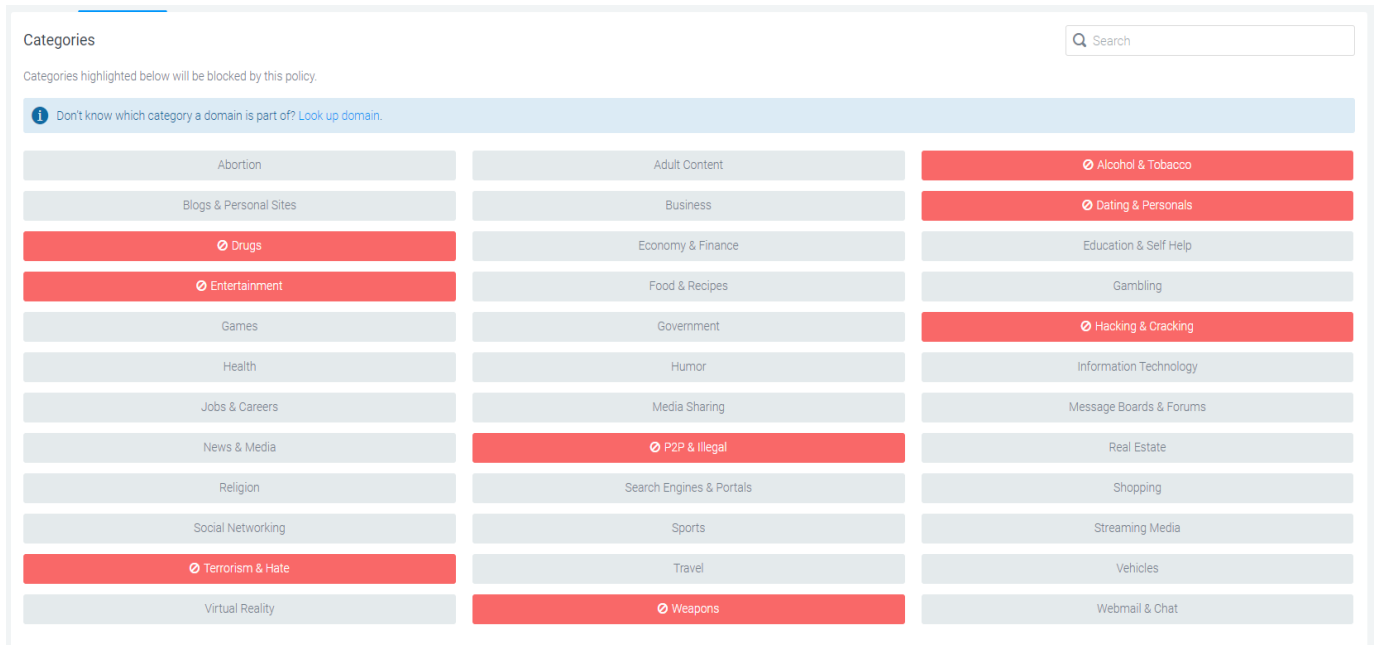 Categories
Search
Categories highlighted below will be blocked by this policy.
Don't know which category a domain is part of? Look up domain.
Abortion
Adult Content
Alcohol & Tobacco
Blogs & Personal Sites
Business
Dating & Personals
Drugs
Economy & Finance
Education & Self Help
Entertainment
Food & Recipes
Gambling
Games
Government
Hacking & Cracking
Health
Humor
Information Technology
Jobs & Careers
Media Sharing
Message Boards & Forums
News & Media
P2P & Illegal
Real Estate
Religion
Search Engines & Portals
Shopping
Social Networking
Sports
Streaming Media
Terrorism & Hate
Travel
Vehicles
Virtual Reality
Weapons
Webmail & Chat